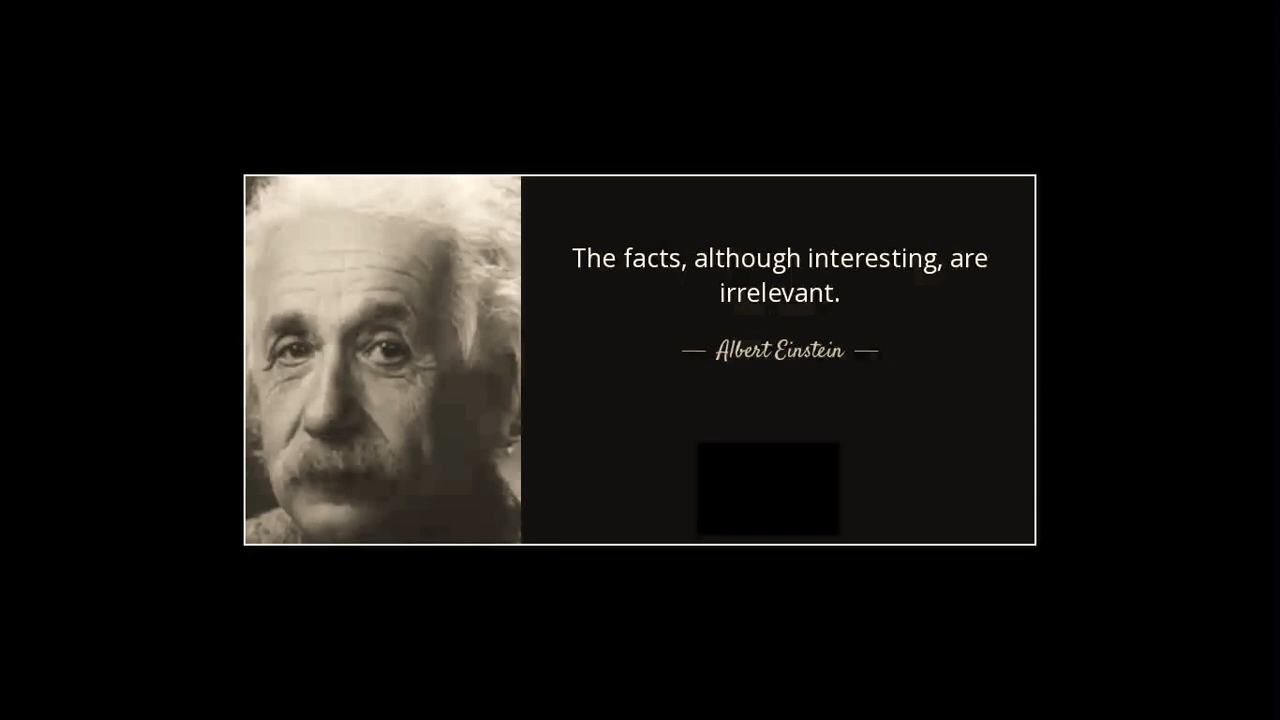 The facts, although interesting, are
irrelevant.
— Albert Einstein —